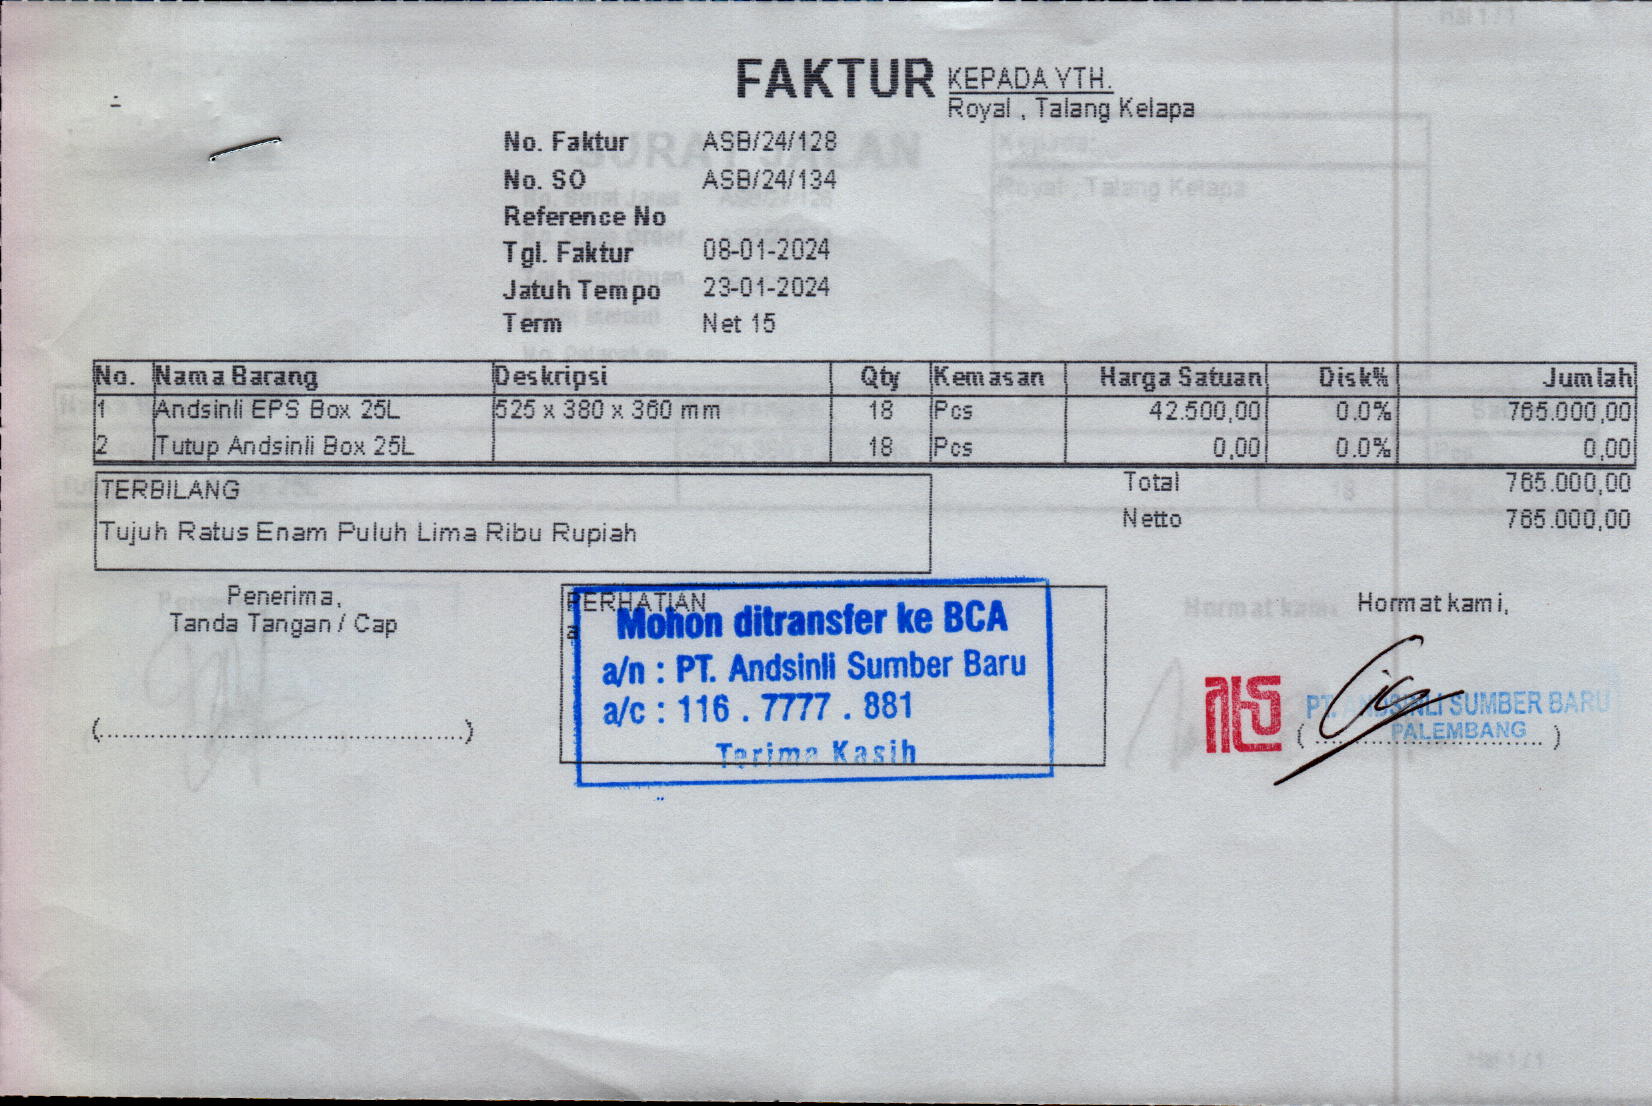 FAKTUR
KEPADA YTH.
Royal , Talang Kelapa
No. Faktur ASB/24/128
No. SO ASB/24/134
Reference No
Tgl. Faktur 08-01-2024
Jatuh Tempo 23-01-2024
Term Net 15
No. Nama Barang Deskripsi Qty Kemasan Harga Satuan Disk% Jumlah
1 Andsinli EPS Box 25L 525 x 380 x 360 mm 18 Pcs 42.500,00 0.0% 765.000,00
2 Tutup Andsinli Box 25L 18 Pcs 0,00 0.0% 0,00
TERBILANG
Tujuh Ratus Enam Puluh Lima Ribu Rupiah
Total 765.000,00
Netto 765.000,00
Penerima,
Tanda Tangan / Cap
(..........................................................)
PERHATIAN
a
Mohon ditransfer ke BCA
a/n : PT. Andsinli Sumber Baru
a/c : 116 . 7777 . 881
Terima Kasih
Hormat kami,
PT. ANDSINLI SUMBER BARU
PALEMBANG
(......................................)